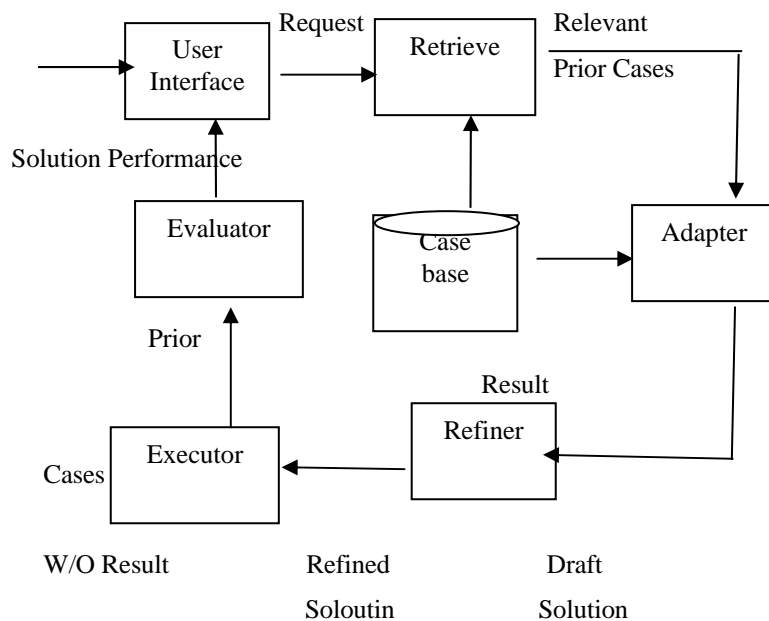 Request
User
Interface
Retrieve
Relevant
Prior Cases
Solution Performance
Evaluator
Case
base
Adapter
Prior
Result
Executor
Refiner
Cases
W/O Result
Refined
Soloutin
Draft
Solution